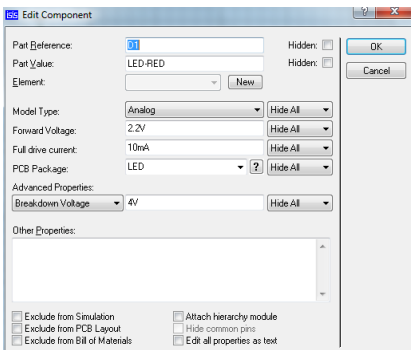 ISIS Edit Component
Part Reference: D1 Hidden: OK
Part Value: LED-RED Hidden: Cancel
Element: New
Model Type: Analog Hide All
Forward Voltage: 2.2V Hide All
Full drive current: 10mA Hide All
PCB Package: LED ? Hide All
Advanced Properties:
Breakdown Voltage 4V Hide All
Other Properties:
Exclude from Simulation Attach hierarchy module
Exclude from PCB Layout Hide common pins
Exclude from Bill of Materials Edit all properties as text